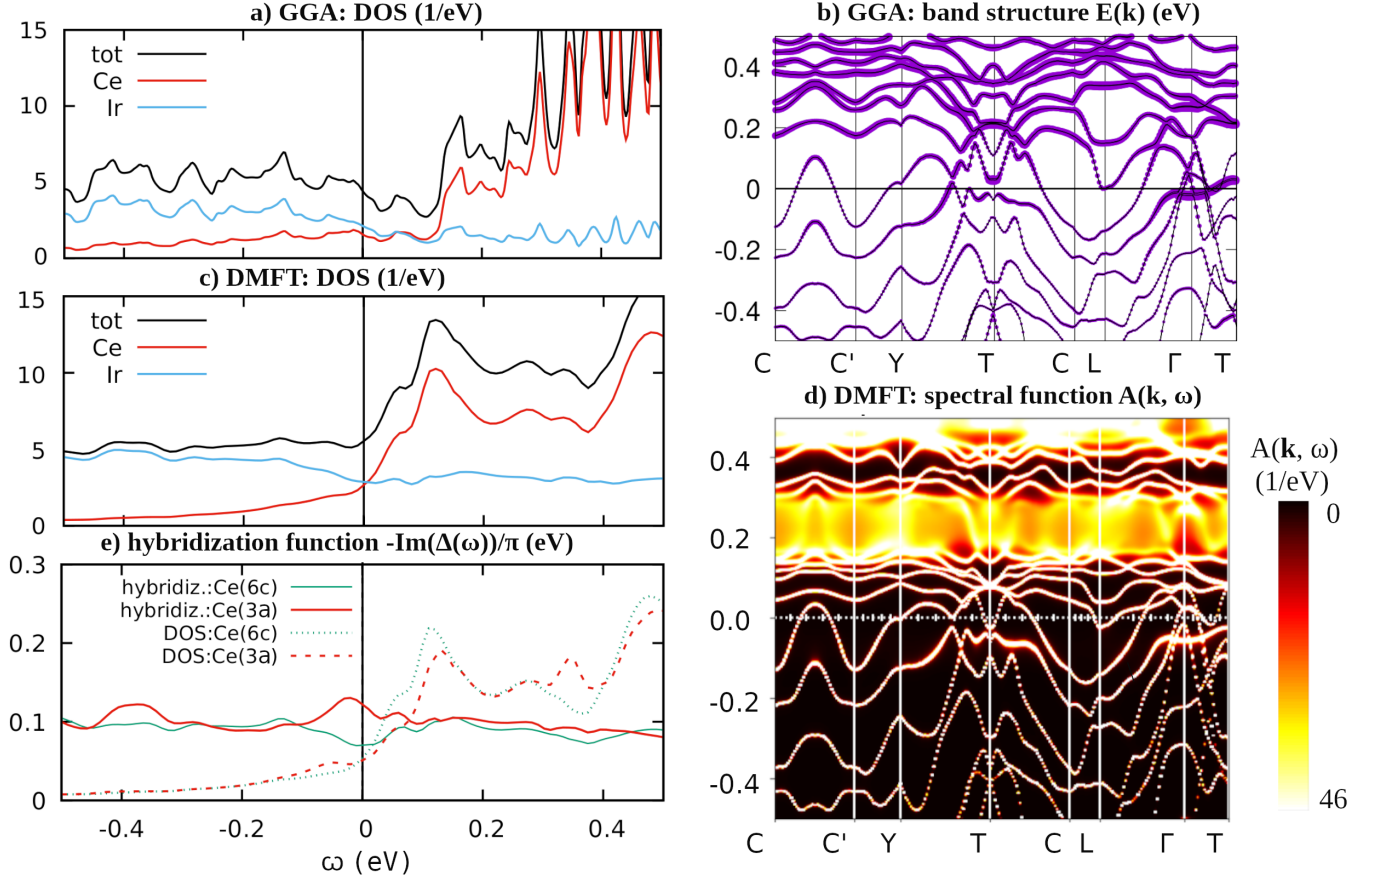 a) GGA: DOS (1/eV)
15
10
5
0
tot
Ce
Ir
b) GGA: band structure E(k) (eV)
0.4
0.2
0
-0.2
-0.4
C C' Y T C L Γ T
c) DMFT: DOS (1/eV)
15
10
5
0
tot
Ce
Ir
d) DMFT: spectral function A(k, ω)
0.4
0.2
0.0
-0.2
-0.4
C C' Y T C L Γ T
A(k, ω)
(1/eV)
0
46
e) hybridization function -Im(Δ(ω))/π (eV)
0.3
0.2
0.1
0
hybridiz.:Ce(6c)
hybridiz.:Ce(3a)
DOS:Ce(6c)
DOS:Ce(3a)
-0.4 -0.2 0 0.2 0.4
ω (eV)